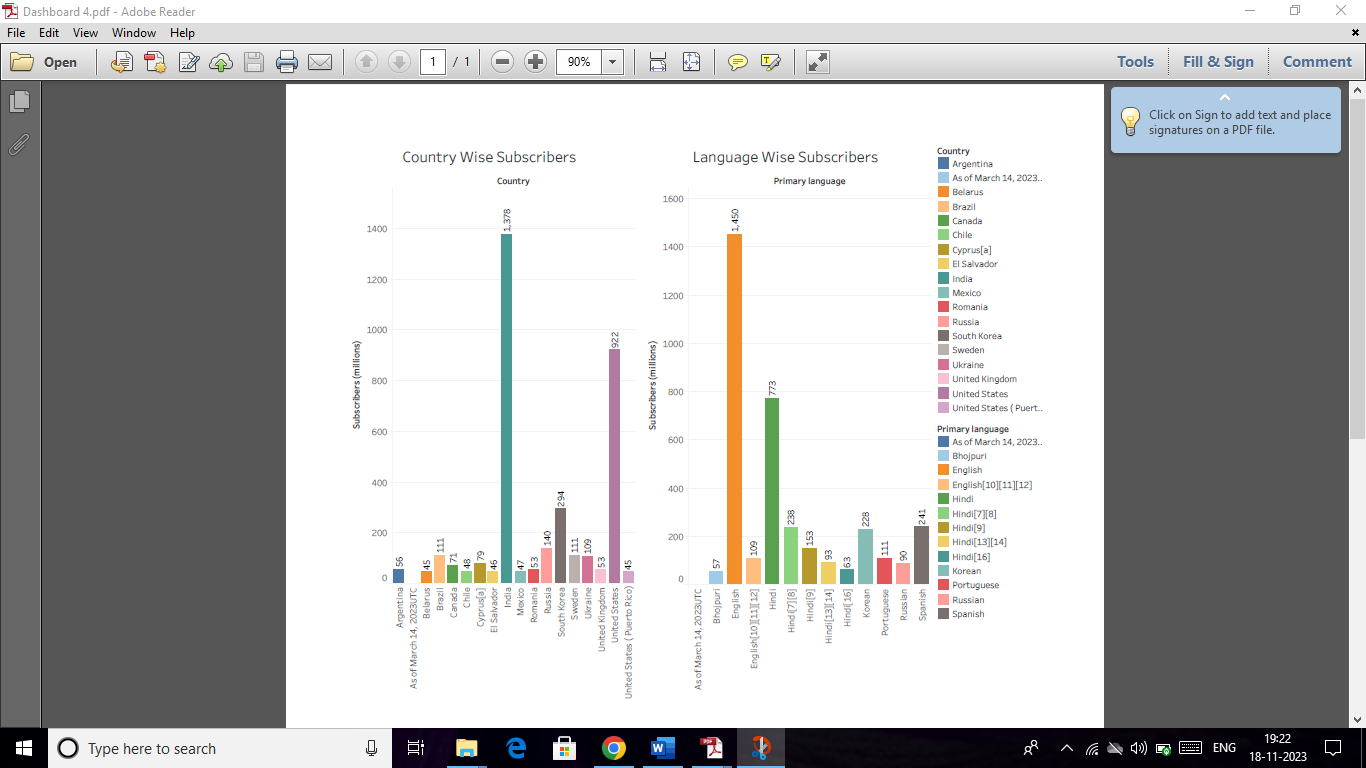 Dashboard 4.pdf - Adobe Reader
File Edit View Window Help
Open 1 / 1 90% Tools Fill & Sign Comment
Click on Sign to add text and place
signatures on a PDF file.
Country Wise Subscribers
Country
Subscribers (millions)
1400
1200
1000
800
600
400
200
0
56
45
111
71
48
79
46
1,378
47
53
140
294
111
109
53
922
45
Argentina
As of March 14, 2023UTC
Belarus
Brazil
Canada
Chile
Cyprus[a]
El Salvador
India
Mexico
Romania
Russia
South Korea
Sweden
Ukraine
United Kingdom
United States
United States ( Puerto Rico)
Language Wise Subscribers
Primary language
Subscribers (millions)
1600
1400
1200
1000
800
600
400
200
0
57
1,450
109
773
238
153
93
63
228
111
90
241
As of March 14, 2023UTC
Bhojpuri
English
English[10][11][12]
Hindi
Hindi[7][8]
Hindi[9]
Hindi[13][14]
Hindi[16]
Korean
Portuguese
Russian
Spanish
Country
Argentina
As of March 14, 2023..
Belarus
Brazil
Canada
Chile
Cyprus[a]
El Salvador
India
Mexico
Romania
Russia
South Korea
Sweden
Ukraine
United Kingdom
United States
United States ( Puert..
Primary language
As of March 14, 2023..
Bhojpuri
English
English[10][11][12]
Hindi
Hindi[7][8]
Hindi[9]
Hindi[13][14]
Hindi[16]
Korean
Portuguese
Russian
Spanish
Type here to search
ENG
19:22
18-11-2023